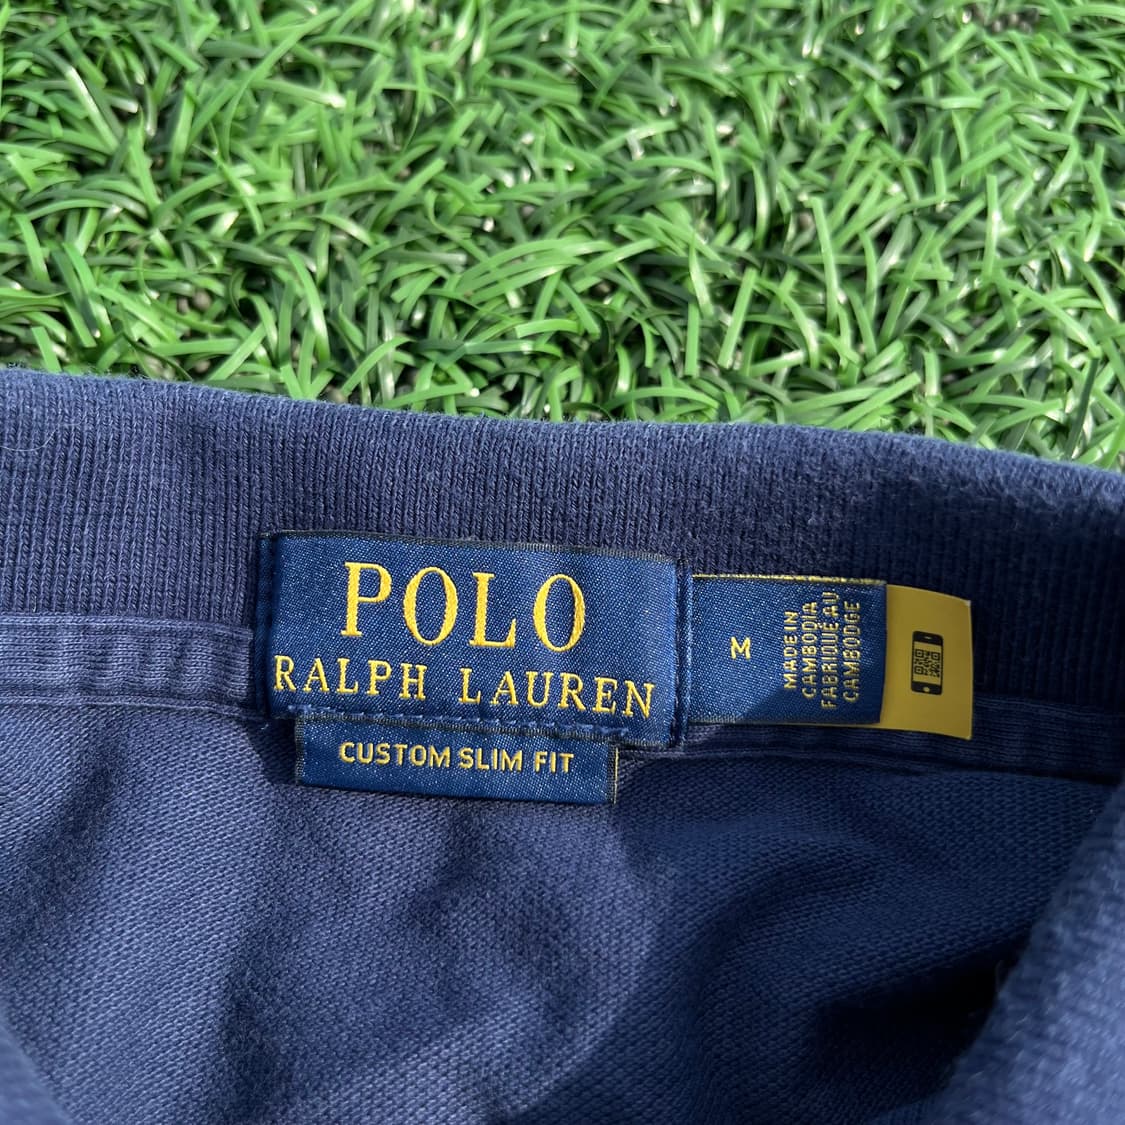 POLO
RALPH LAUREN
CUSTOM SLIM FIT
M
MADE IN
CAMBODIA
FABRIQUÉ AU
CAMBODGE